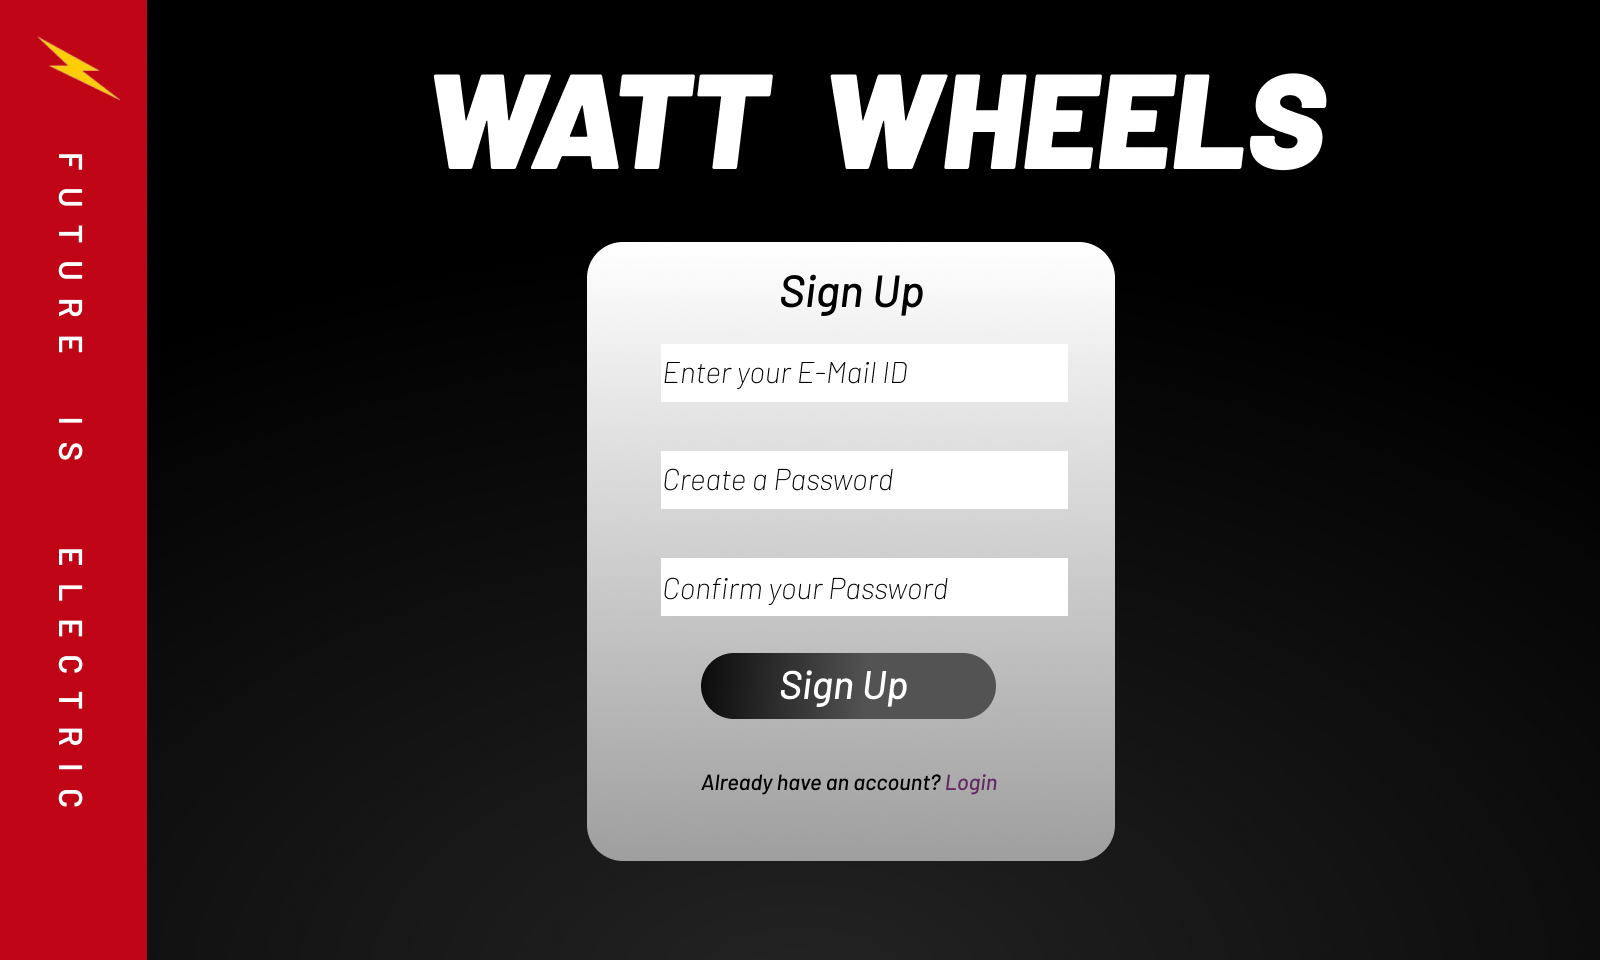 FUTURE IS ELECTRIC
WATT WHEELS
Sign Up
Enter your E-Mail ID
Create a Password
Confirm your Password
Sign Up
Already have an account? Login